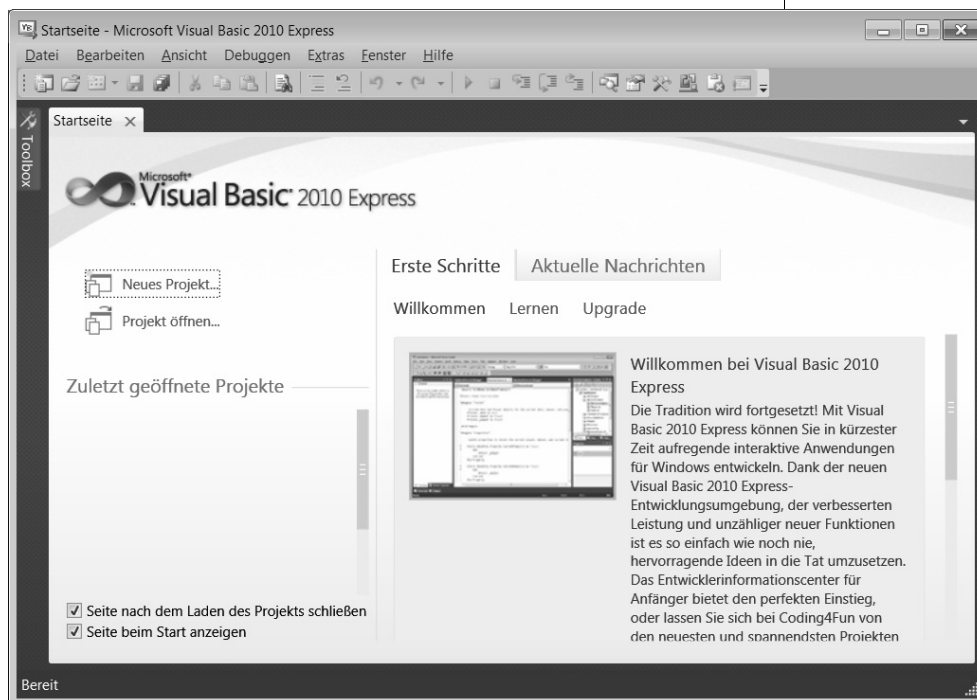 Startseite - Microsoft Visual Basic 2010 Express
Datei Bearbeiten Ansicht Debuggen Extras Fenster Hilfe
Toolbox
Startseite
Microsoft
Visual Basic 2010 Express
Neues Projekt...
Projekt öffnen...
Zuletzt geöffnete Projekte
Seite nach dem Laden des Projekts schließen
Seite beim Start anzeigen
Erste Schritte Aktuelle Nachrichten
Willkommen Lernen Upgrade
Willkommen bei Visual Basic 2010
Express
Die Tradition wird fortgesetzt! Mit Visual
Basic 2010 Express können Sie in kürzester
Zeit aufregende interaktive Anwendungen
für Windows entwickeln. Dank der neuen
Visual Basic 2010 Express-
Entwicklungsumgebung, der verbesserten
Leistung und unzähliger neuer Funktionen
ist es so einfach wie noch nie,
hervorragende Ideen in die Tat umzusetzen.
Das Entwicklerinformationscenter für
Anfänger bietet den perfekten Einstieg,
oder lassen Sie sich bei Coding4Fun von
den neuesten und spannendsten Projekten
Bereit